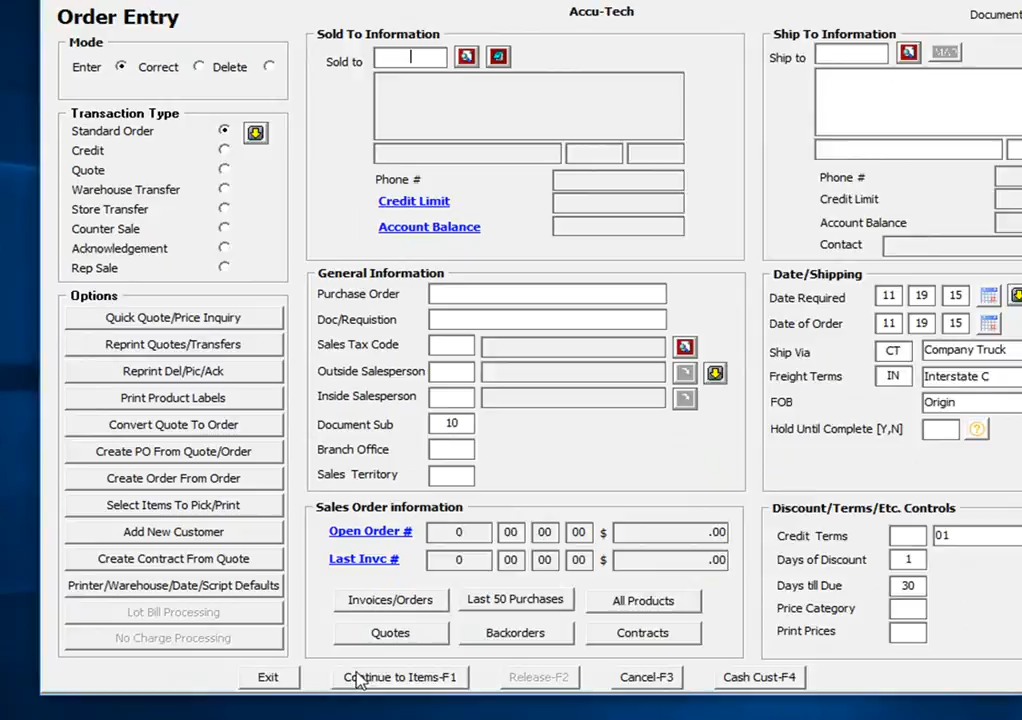 Order Entry
Accu-Tech
Document
Mode
Enter Correct Delete
Transaction Type
Standard Order
Credit
Quote
Warehouse Transfer
Store Transfer
Counter Sale
Acknowledgement
Rep Sale
Options
Quick Quote/Price Inquiry
Reprint Quotes/Transfers
Reprint Del/Pic/Ack
Print Product Labels
Convert Quote To Order
Create PO From Quote/Order
Create Order From Order
Select Items To Pick/Print
Add New Customer
Create Contract From Quote
Printer/Warehouse/Date/Script Defaults
Lot Bill Processing
No Charge Processing
Sold To Information
Sold to
Phone #
Credit Limit
Account Balance
General Information
Purchase Order
Doc/Requistion
Sales Tax Code
Outside Salesperson
Inside Salesperson
Document Sub 10
Branch Office
Sales Territory
Sales Order information
Open Order # 0 00 00 00 $ .00
Last Invc # 0 00 00 00 $ .00
Invoices/Orders Last 50 Purchases All Products
Quotes Backorders Contracts
Ship To Information
Ship to MAP
Phone #
Credit Limit
Account Balance
Contact
Date/Shipping
Date Required 11 19 15
Date of Order 11 19 15
Ship Via CT Company Truck
Freight Terms IN Interstate C
FOB Origin
Hold Until Complete [Y,N]
Discount/Terms/Etc. Controls
Credit Terms 01
Days of Discount 1
Days till Due 30
Price Category
Print Prices
Exit Continue to Items-F1 Release-F2 Cancel-F3 Cash Cust-F4